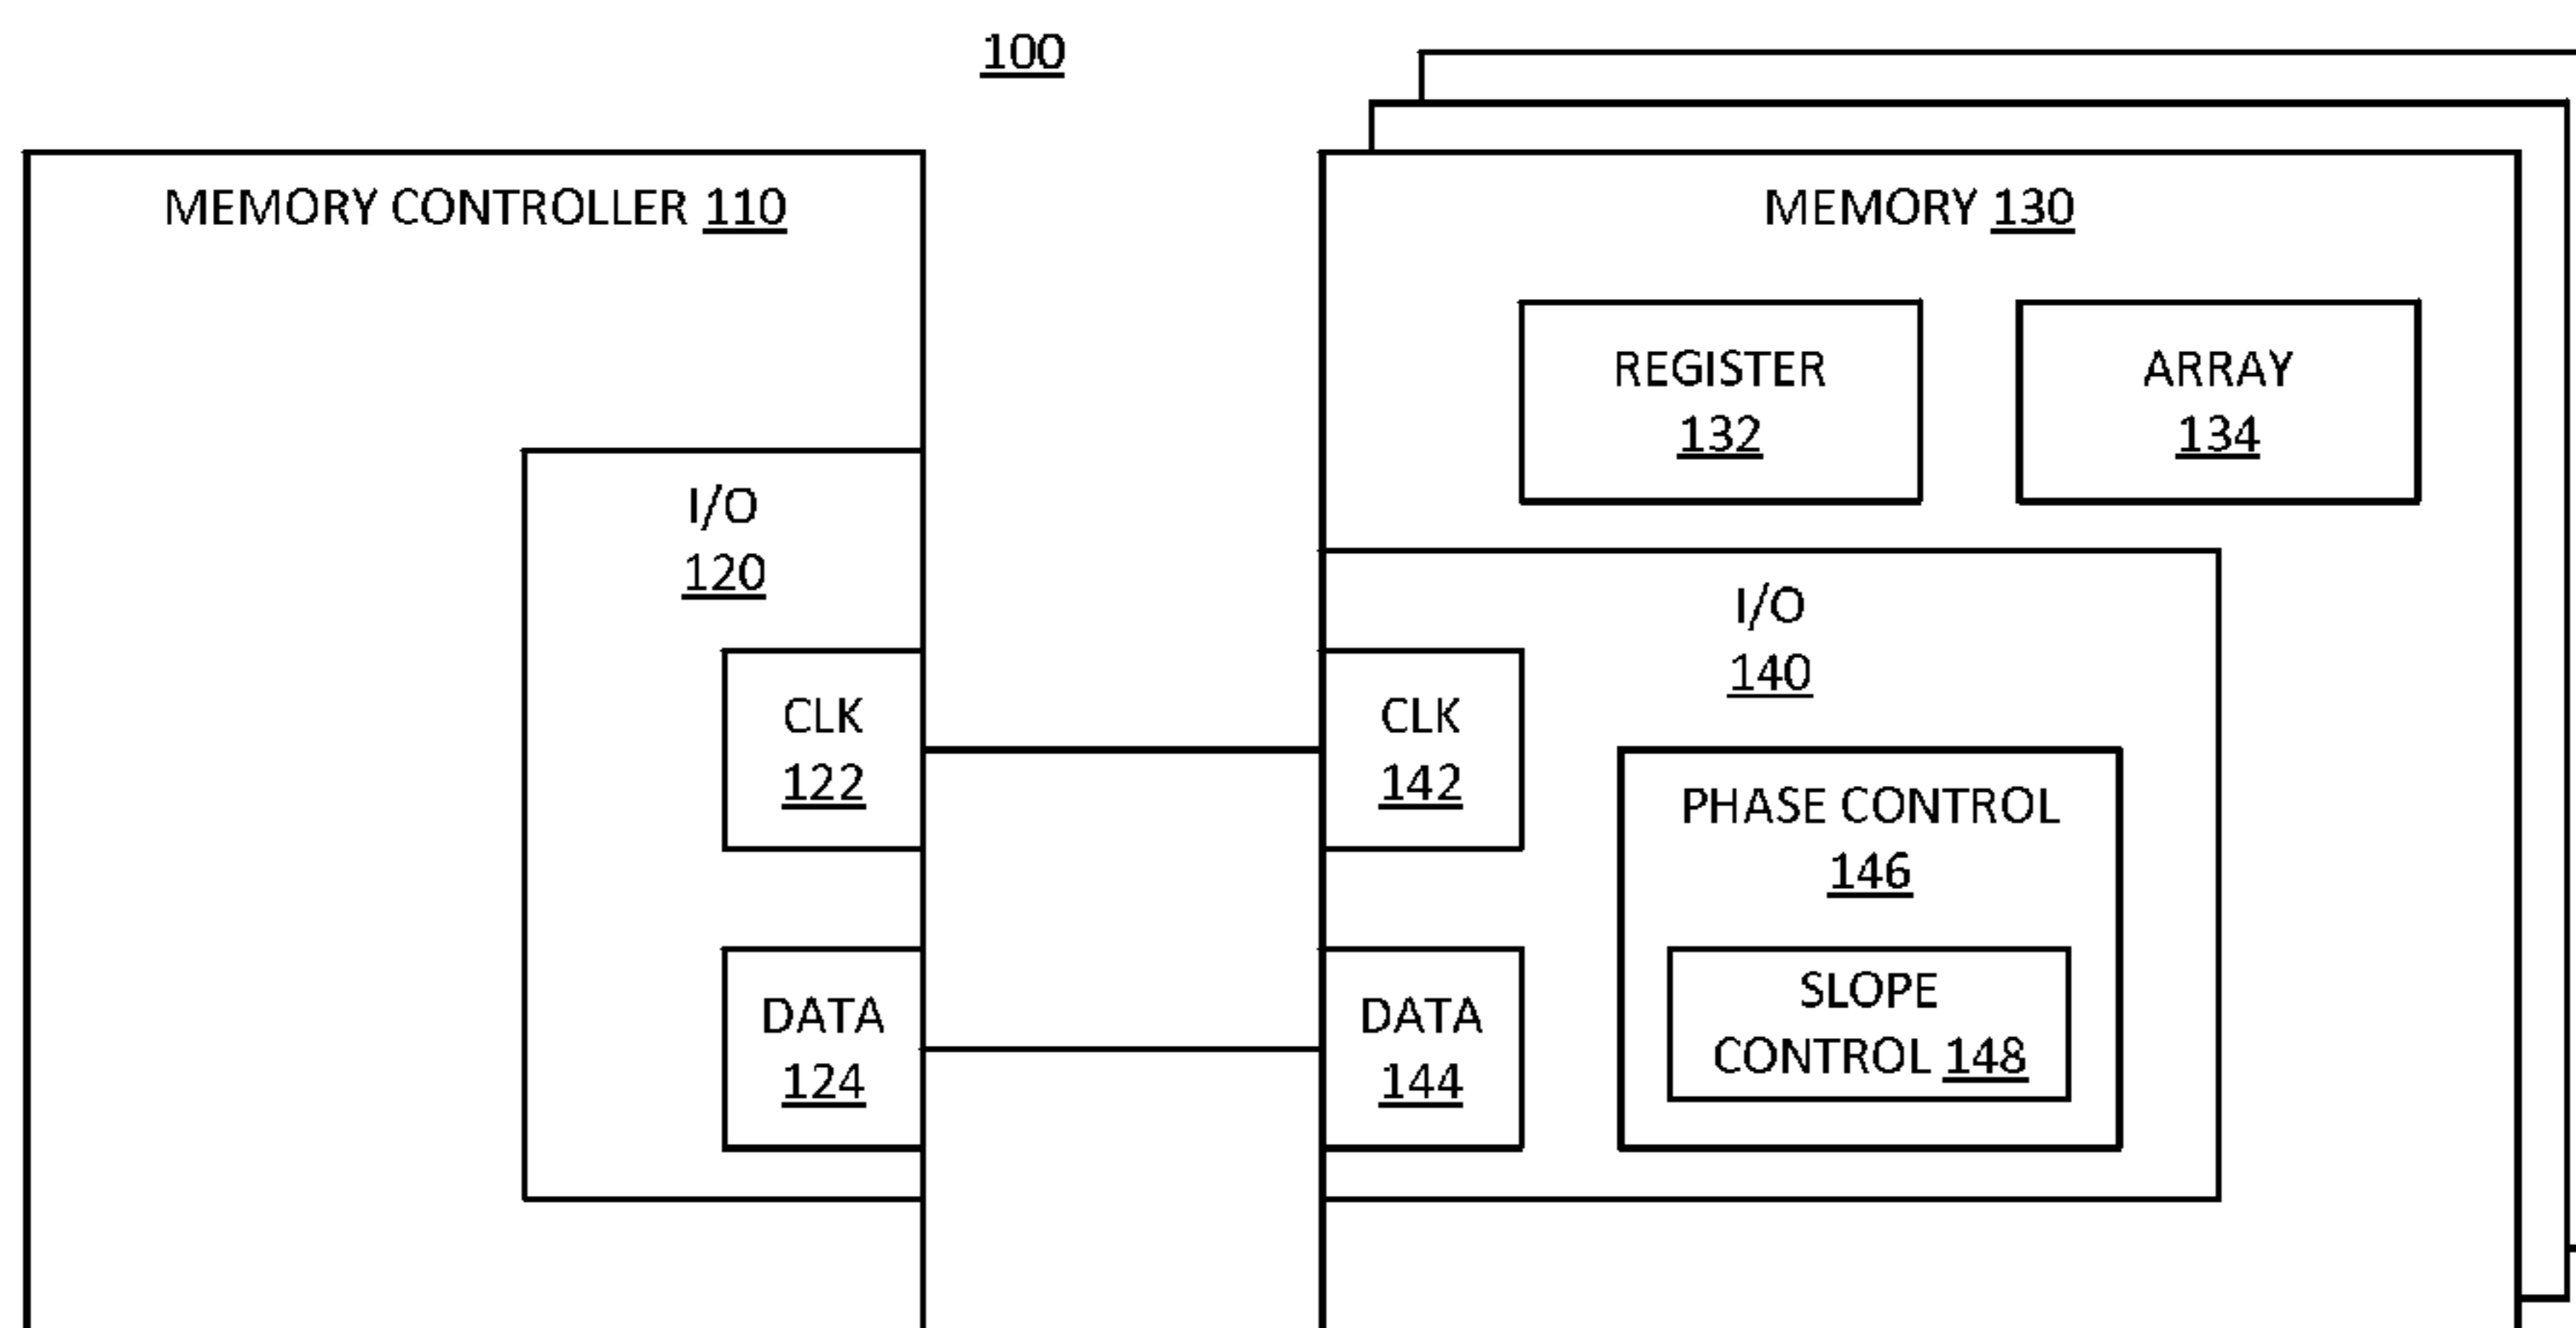 100
MEMORY CONTROLLER 110
I/O
120
CLK
122
DATA
124
MEMORY 130
REGISTER
132
ARRAY
134
I/O
140
CLK
142
DATA
144
PHASE CONTROL
146
SLOPE
CONTROL 148